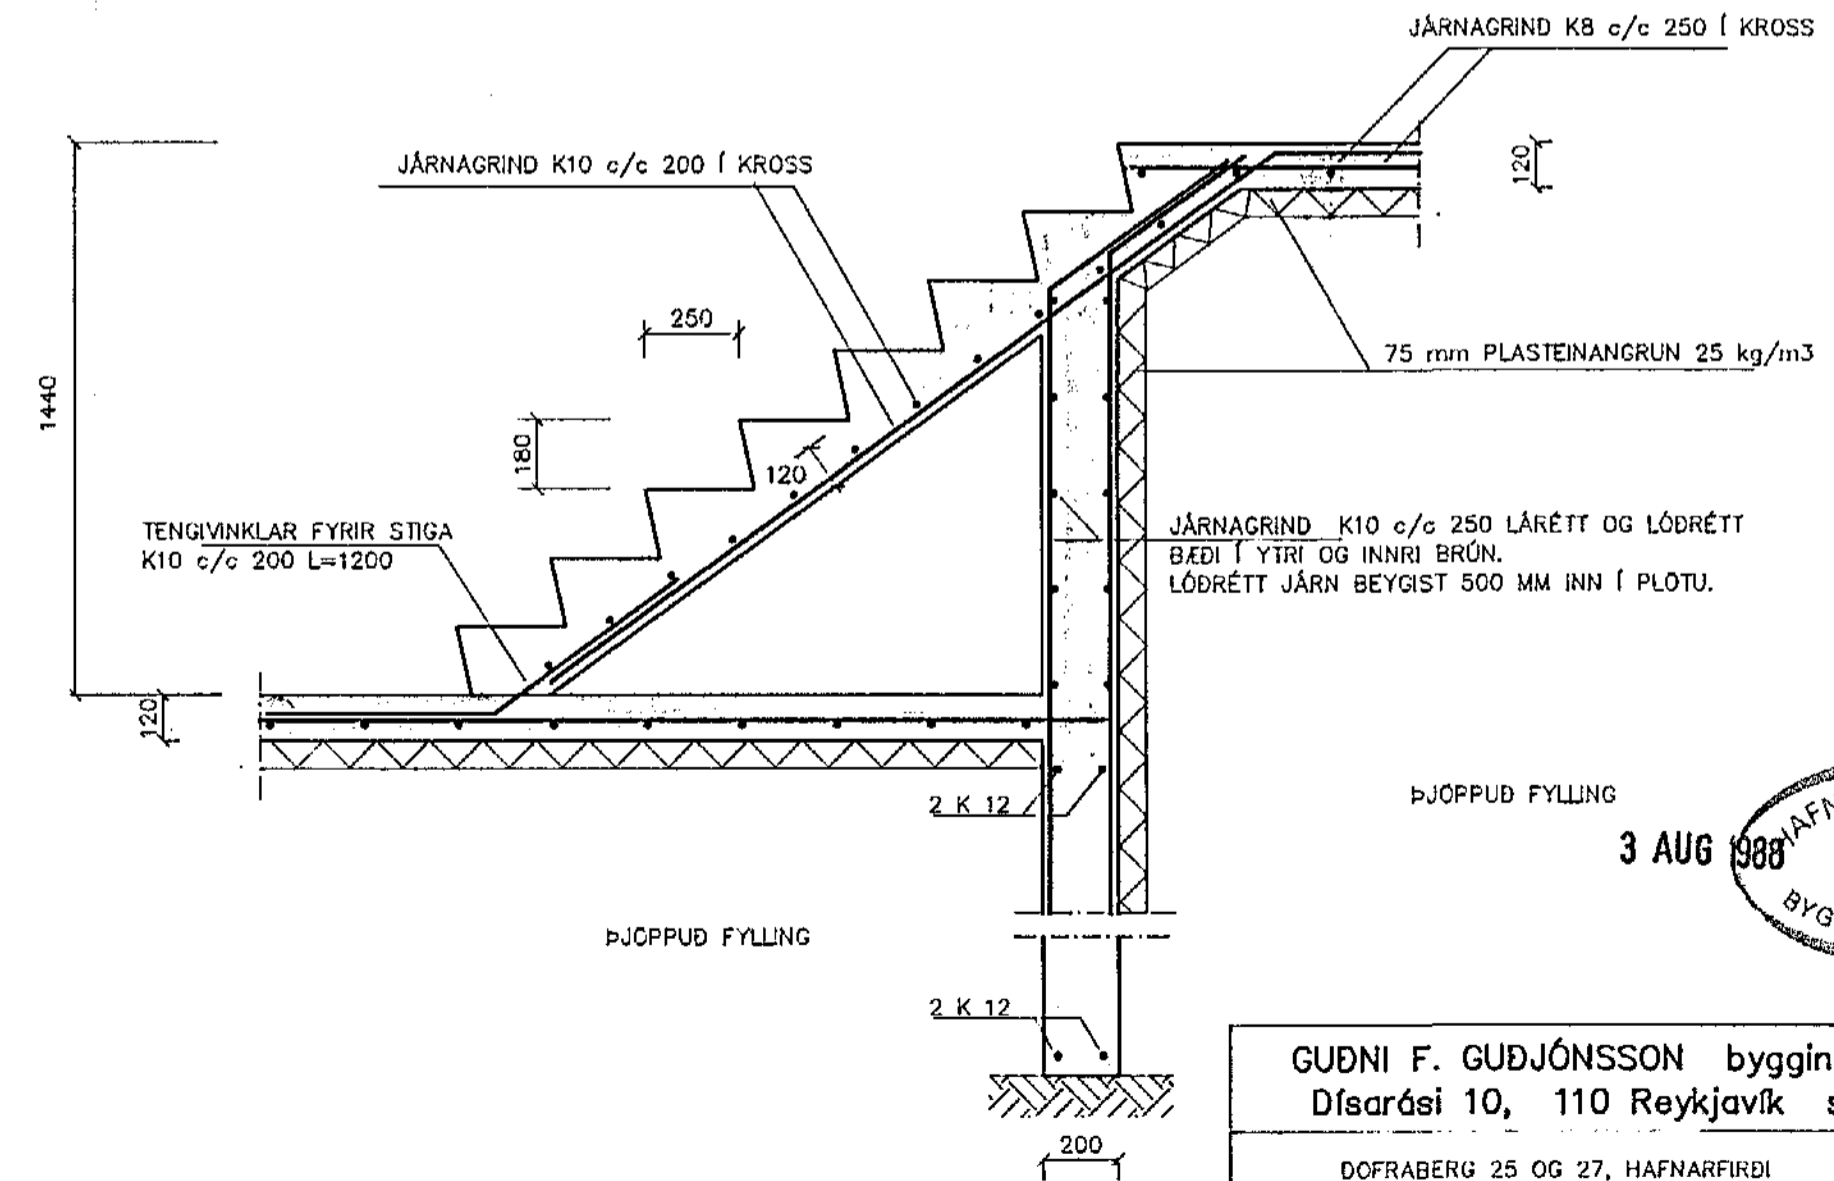 JÁRNAGRIND K8 c/c 250 Í KROSS
JÁRNAGRIND K10 c/c 200 Í KROSS
120
250
75 mm PLASTEINANGRUN 25 kg/m3
1440
180
120
TENGIVINKLAR FYRIR STIGA
K10 c/c 200 L=1200
JÁRNAGRIND K10 c/c 250 LÁRÉTT OG LÓÐRÉTT
BÆÐI Í YTRI OG INNRI BRÚN.
LÓÐRÉTT JÁRN BEYGIST 500 MM INN Í PLÖTU.
120
2 K 12
ÞJÖPPUÐ FYLLING
3 AUG 1988
HAFN
BYG
ÞJÖPPUÐ FYLLING
2 K 12
GUÐNI F. GUÐJÓNSSON byggin
Dísarási 10, 110 Reykjavík s
200
DOFRABERG 25 OG 27, HAFNARFIRÐI